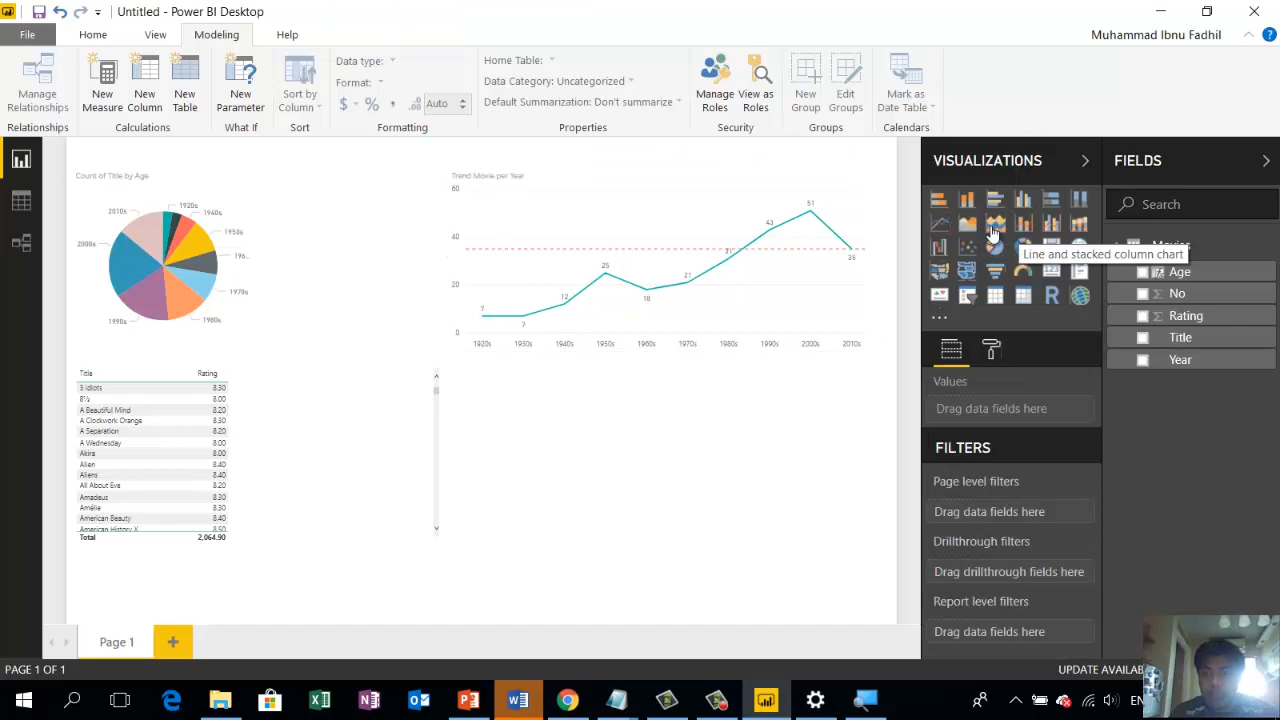 Untitled - Power BI Desktop
File
Home
View
Modeling
Help
Muhammad Ibnu Fadhil
Manage Relationships
Relationships
New Measure
New Column
New Table
Calculations
New Parameter
What If
Sort by Column
Sort
Data type:
Format:
$ % , .00 Auto
Formatting
Home Table:
Data Category: Uncategorized
Default Summarization: Don't summarize
Properties
Manage Roles
View as Roles
Security
New Group
Edit Groups
Groups
Mark as Date Table
Calendars
Count of Title by Age
1920s
1940s
1950s
196...
1970s
1980s
1990s
2000s
2010s
Trend Movie per Year
60
40
20
0
7
7
12
25
18
21
31
43
51
35
1920s 1930s 1940s 1950s 1960s 1970s 1980s 1990s 2000s 2010s
Title Rating
3 Idiots 8.30
8½ 8.00
A Beautiful Mind 8.20
A Clockwork Orange 8.30
A Separation 8.20
A Wednesday 8.00
Akira 8.00
Alien 8.40
Aliens 8.40
All About Eve 8.20
Amadeus 8.30
Amélie 8.30
American Beauty 8.40
American History X 8.50
Total 2,064.90
VISUALIZATIONS
R
Line and stacked column chart
Values
Drag data fields here
FILTERS
Page level filters
Drag data fields here
Drillthrough filters
Drag drillthrough fields here
Report level filters
Drag data fields here
FIELDS
Search
Age
No
Rating
Title
Year
Page 1
PAGE 1 OF 1
UPDATE AVAILAB